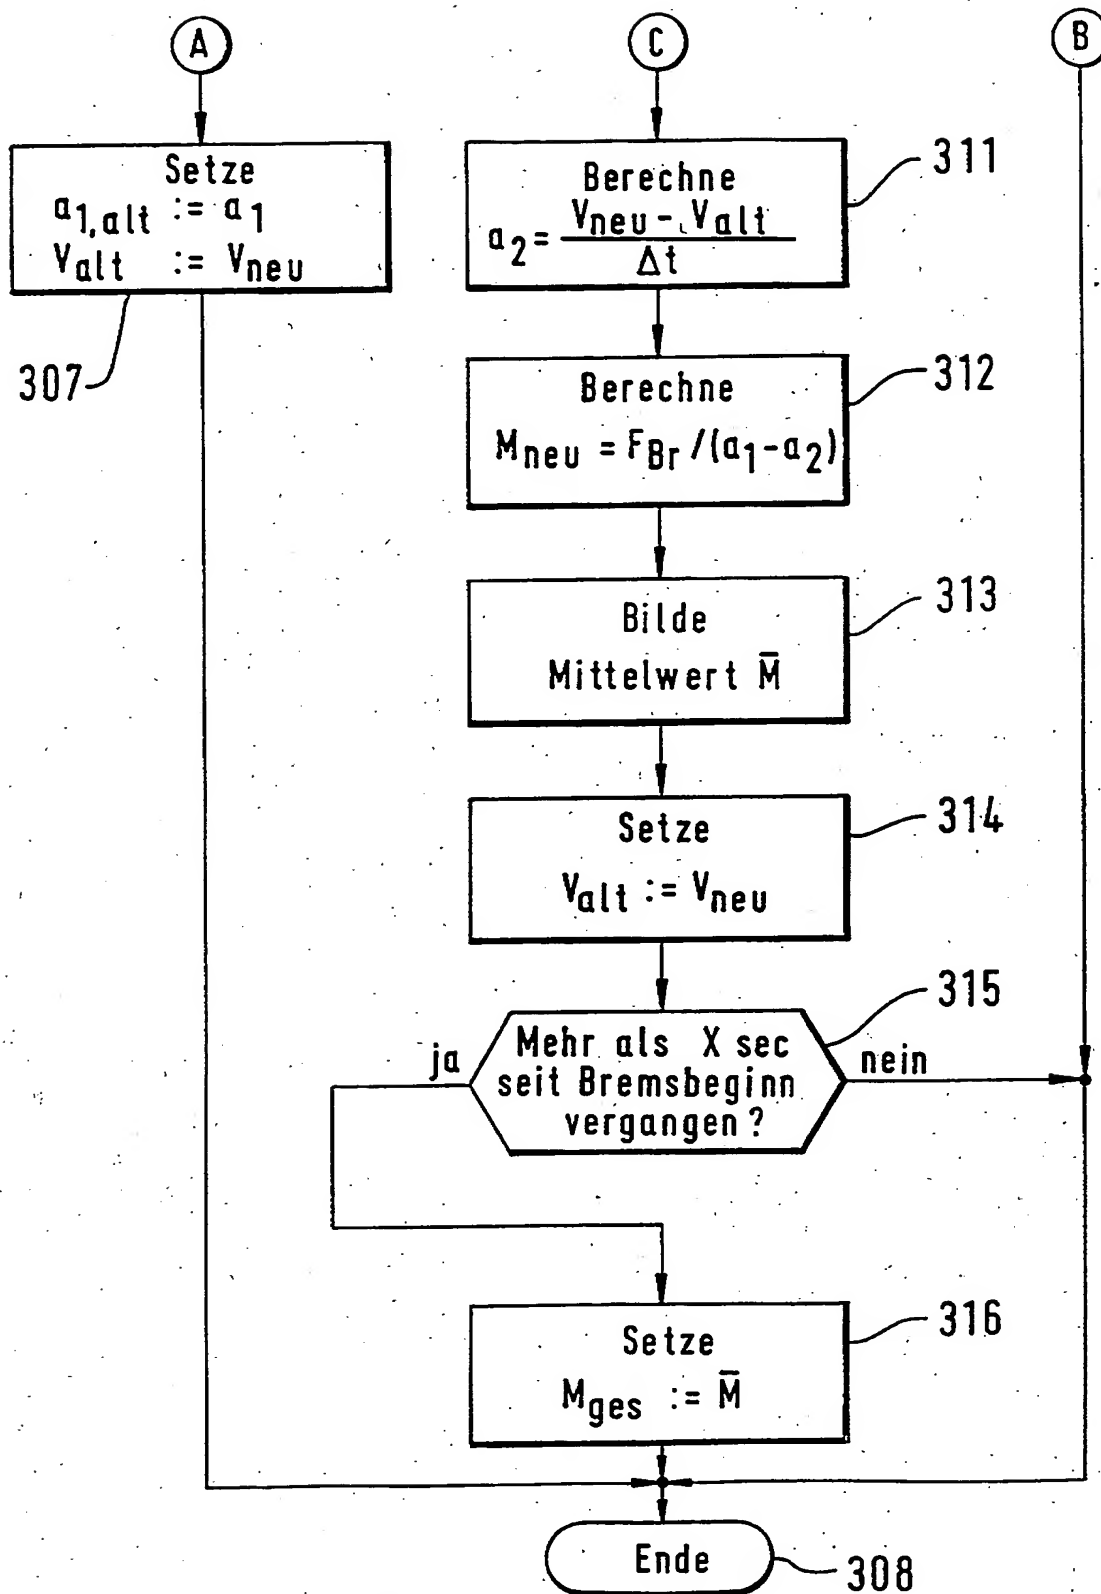 A
C
B
Setze
a1,alt := a1
Valt := Vneu
307
Berechne
a2 = Vneu - Valt
Δt
311
Berechne
Mneu = FBr /(a1-a2)
312
Bilde
Mittelwert M̅
313
Setze
Valt := Vneu
314
Mehr als X sec
seit Bremsbeginn
vergangen ?
ja
nein
315
Setze
Mges := M̅
316
Ende
308